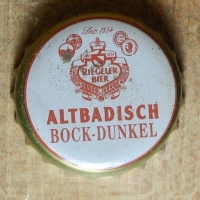 Seit 1834
RIEGELER
BIER
ALTBADISCH
BOCK-DUNKEL